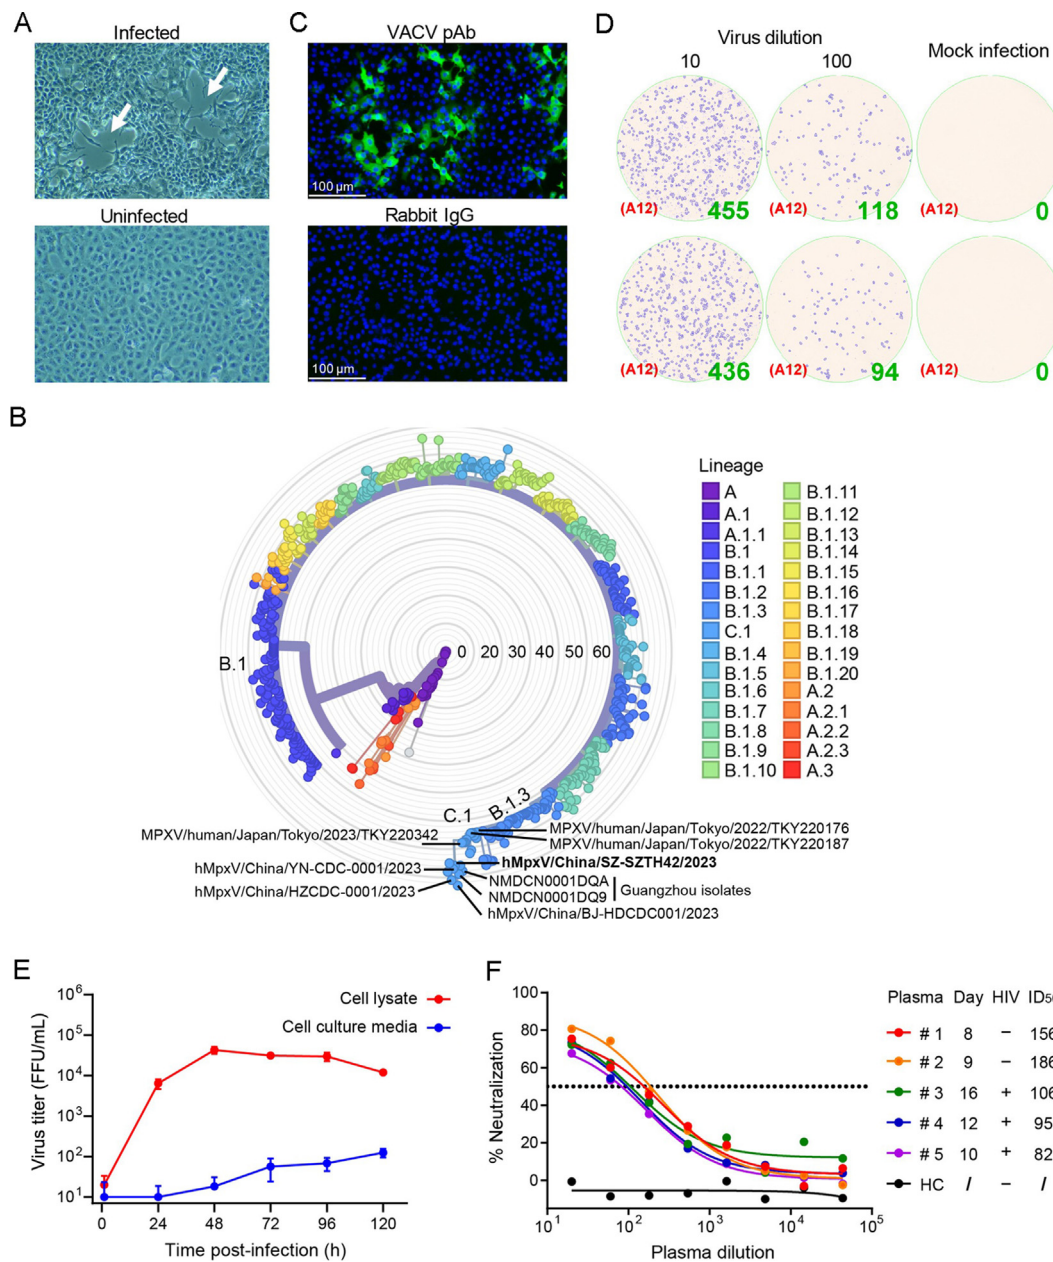 A
Infected
Uninfected
C
VACV pAb
100 µm
Rabbit IgG
100 µm
D
Virus dilution
Mock infection
10
100
(A12)
455
(A12)
118
(A12)
0
(A12)
436
(A12)
94
(A12)
0
B
B.1
0 20 30 40 50 60
C.1
B.1.3
MPXV/human/Japan/Tokyo/2023/TKY220342
hMpxV/China/YN-CDC-0001/2023
hMpxV/China/HZCDC-0001/2023
MPXV/human/Japan/Tokyo/2022/TKY220176
MPXV/human/Japan/Tokyo/2022/TKY220187
hMpxV/China/SZ-SZTH42/2023
NMDCN0001DQA
NMDCN0001DQ9
Guangzhou isolates
hMpxV/China/BJ-HDCDC001/2023
Lineage
A
A.1
A.1.1
B.1
B.1.1
B.1.2
B.1.3
C.1
B.1.4
B.1.5
B.1.6
B.1.7
B.1.8
B.1.9
B.1.10
B.1.11
B.1.12
B.1.13
B.1.14
B.1.15
B.1.16
B.1.17
B.1.18
B.1.19
B.1.20
A.2
A.2.1
A.2.2
A.2.3
A.3
E
Virus titer (FFU/mL)
10⁶
10⁵
10⁴
10³
10²
10¹
Cell lysate
Cell culture media
0 24 48 72 96 120
Time post-infection (h)
F
% Neutralization
100
80
60
40
20
0
10¹ 10² 10³ 10⁴ 10⁵
Plasma dilution
Plasma Day HIV ID₅₀
# 1 8 − 156
# 2 9 − 186
# 3 16 + 106
# 4 12 + 95
# 5 10 + 82
HC / − /